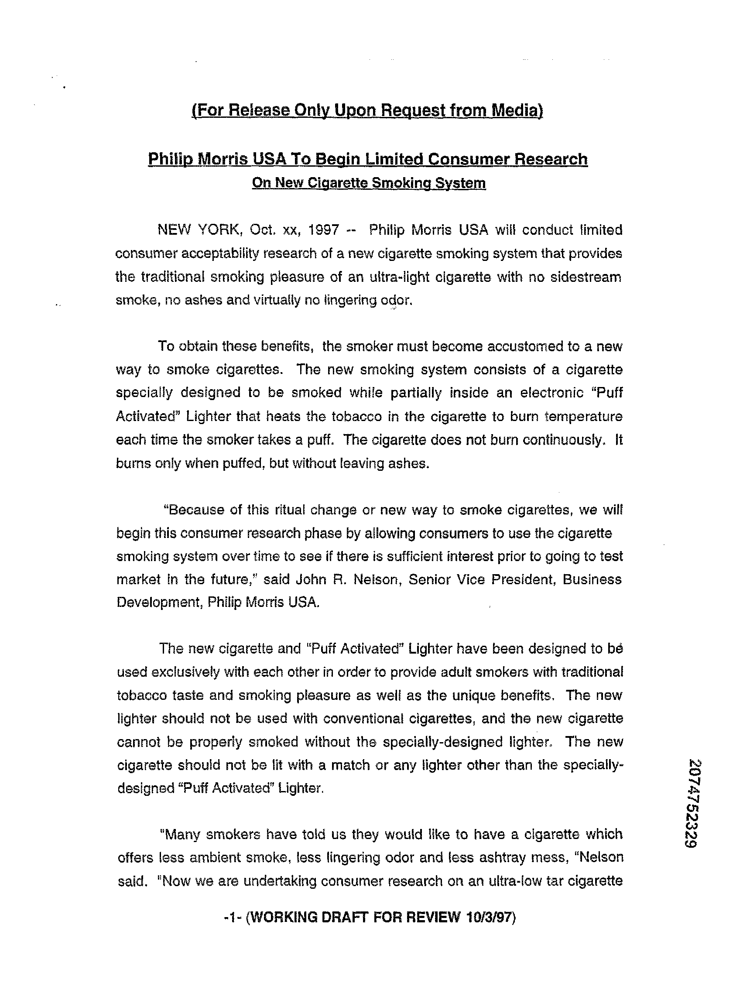 (For Release Only Upon Request from Media)
Philip Morris USA To Begin Limited Consumer Research
On New Cigarette Smoking System
NEW YORK, Oct. xx, 1997 -- Philip Morris USA will conduct limited
consumer acceptability research of a new cigarette smoking system that provides
the traditional smoking pleasure of an ultra-light cigarette with no sidestream
smoke, no ashes and virtually no lingering odor.
To obtain these benefits, the smoker must become accustomed to a new
way to smoke cigarettes. The new smoking system consists of a cigarette
specially designed to be smoked while partially inside an electronic “Puff
Activated” Lighter that heats the tobacco in the cigarette to burn temperature
each time the smoker takes a puff. The cigarette does not burn continuously. It
burns only when puffed, but without leaving ashes.
“Because of this ritual change or new way to smoke cigarettes, we will
begin this consumer research phase by allowing consumers to use the cigarette
smoking system over time to see if there is sufficient interest prior to going to test
market in the future,” said John R. Nelson, Senior Vice President, Business
Development, Philip Morris USA.
The new cigarette and “Puff Activated” Lighter have been designed to be
used exclusively with each other in order to provide adult smokers with traditional
tobacco taste and smoking pleasure as well as the unique benefits. The new
lighter should not be used with conventional cigarettes, and the new cigarette
cannot be properly smoked without the specially-designed lighter. The new
cigarette should not be lit with a match or any lighter other than the specially-
designed “Puff Activated” Lighter.
“Many smokers have told us they would like to have a cigarette which
offers less ambient smoke, less lingering odor and less ashtray mess, “Nelson
said. “Now we are undertaking consumer research on an ultra-low tar cigarette
-1- (WORKING DRAFT FOR REVIEW 10/3/97)
2074752329